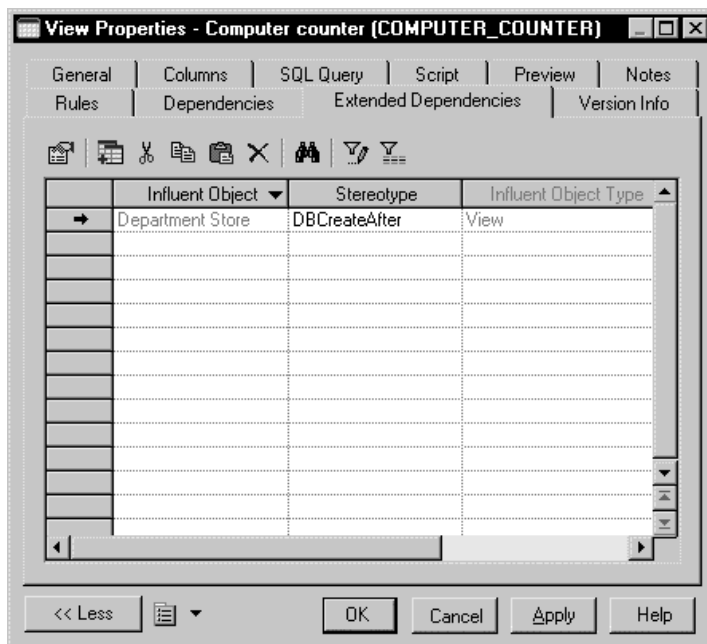 View Properties - Computer counter (COMPUTER_COUNTER)
General Columns SQL Query Script Preview Notes
Rules Dependencies Extended Dependencies Version Info
Influent Object Stereotype Influent Object Type
Department Store DBCreateAfter View
<< Less OK Cancel Apply Help